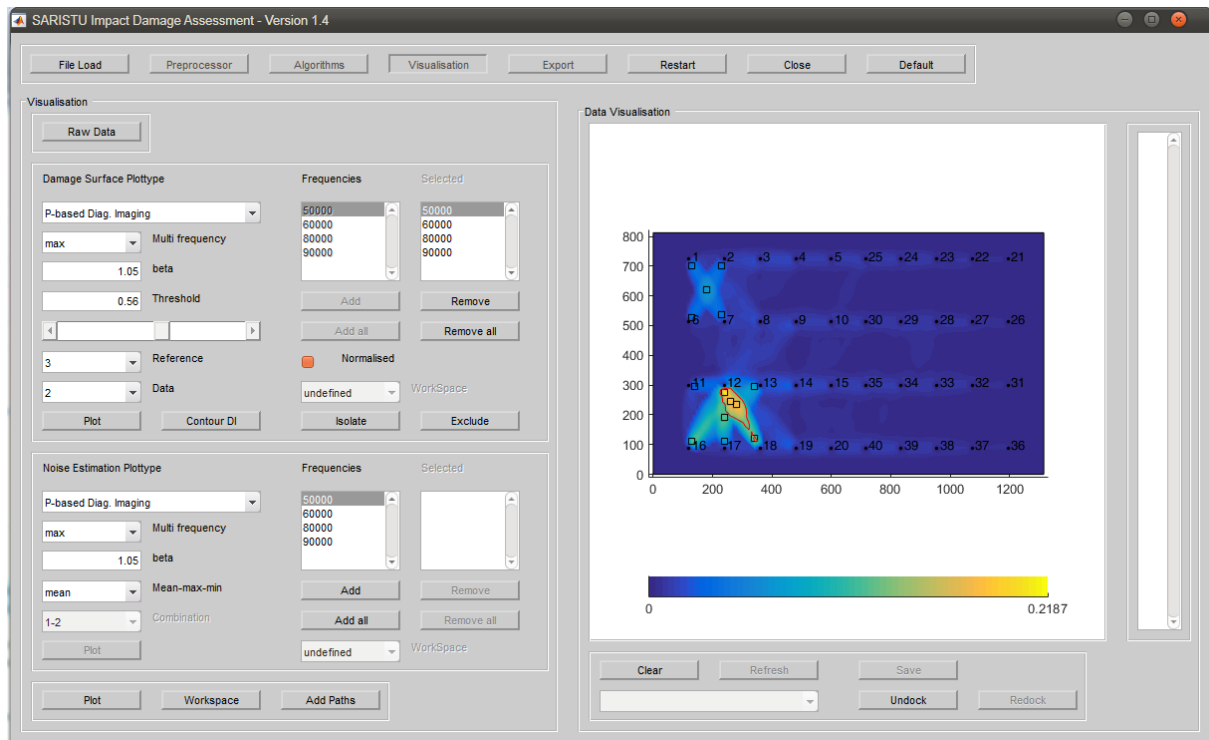 SARISTU Impact Damage Assessment - Version 1.4
File Load Preprocessor Algorithms Visualisation Export Restart Close Default
Visualisation
Raw Data
Damage Surface Plottype Frequencies Selected
P-based Diag. Imaging
max Multi frequency
1.05 beta
0.56 Threshold
50000 50000
60000 60000
80000 80000
90000 90000
Add Remove
Add all Remove all
3 Reference Normalised
2 Data undefined WorkSpace
Plot Contour DI Isolate Exclude
Noise Estimation Plottype Frequencies Selected
P-based Diag. Imaging
max Multi frequency
1.05 beta
50000
60000
80000
90000
mean Mean-max-min Add Remove
1-2 Combination Add all Remove all
Plot undefined WorkSpace
Plot Workspace Add Paths
Data Visualisation
800
1 2 3 4 5 25 24 23 22 21
700
600
6 7 8 9 10 30 29 28 27 26
500
400
11 12 13 14 15 35 34 33 32 31
300
200
16 17 18 19 20 40 39 38 37 36
100
0
0 200 400 600 800 1000 1200
0 0.2187
Clear Refresh Save
Undock Redock